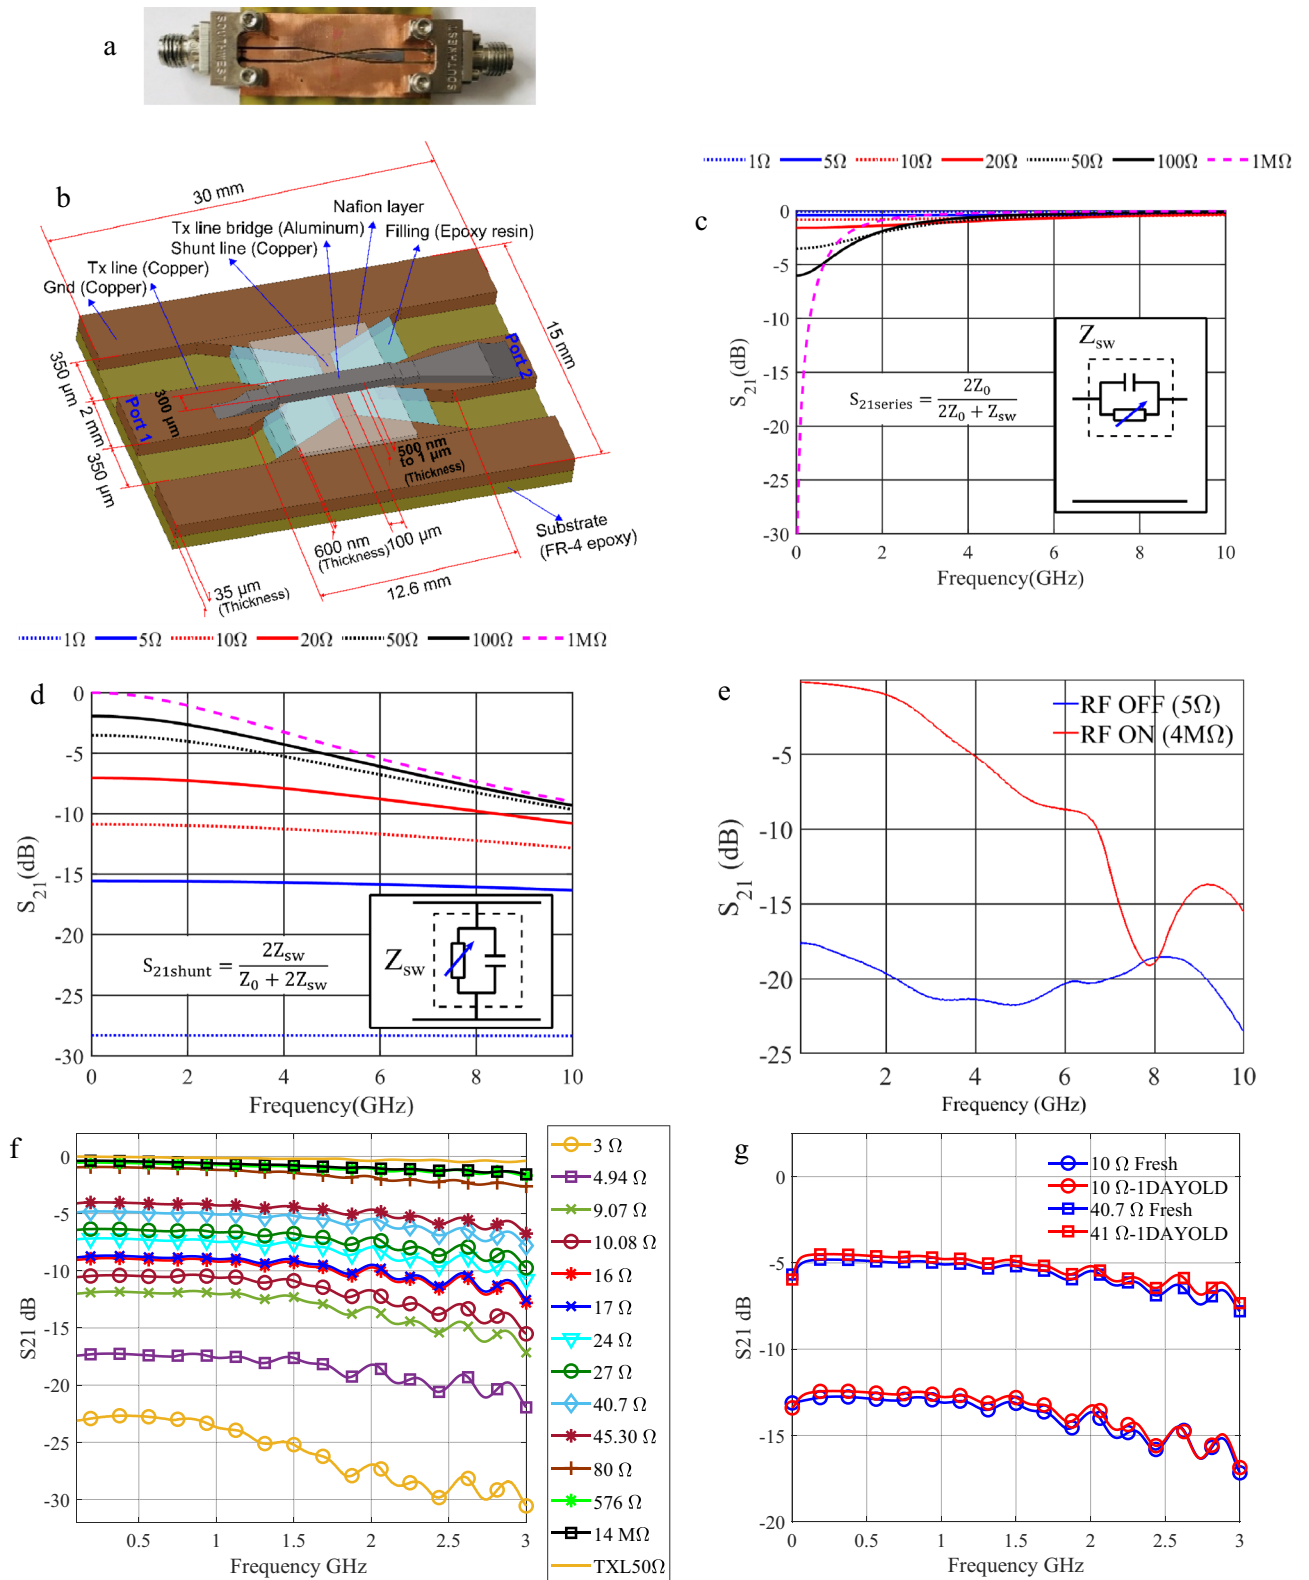 a
SOUTHWEST
SOUTHWEST
b
30 mm
Nafion layer
Tx line bridge (Aluminum)
Filling (Epoxy resin)
Shunt line (Copper)
Tx line (Copper)
Gnd (Copper)
15 mm
350 µm
2 mm
350 µm
300 µm
Port 1
Port 2
500 nm
to 1 µm
(Thickness)
600 nm
(Thickness)
100 µm
Substrate
(FR-4 epoxy)
12.6 mm
35 µm
(Thickness)
1Ω 5Ω 10Ω 20Ω 50Ω 100Ω 1MΩ
c
0
-5
-10
-15
-20
-25
-30
S21(dB)
S21series = 2Z0 / (2Z0 + Zsw)
Zsw
0 2 4 6 8 10
Frequency(GHz)
1Ω 5Ω 10Ω 20Ω 50Ω 100Ω 1MΩ
d
0
-5
-10
-15
-20
-25
-30
S21(dB)
S21shunt = 2Zsw / (Z0 + 2Zsw)
Zsw
0 2 4 6 8 10
Frequency(GHz)
e
RF OFF (5Ω)
RF ON (4MΩ)
0
-5
-10
-15
-20
-25
S21 (dB)
2 4 6 8 10
Frequency (GHz)
f
0
-5
-10
-15
-20
-25
-30
S21 dB
0.5 1 1.5 2 2.5 3
Frequency GHz
3 Ω
4.94 Ω
9.07 Ω
10.08 Ω
16 Ω
17 Ω
24 Ω
27 Ω
40.7 Ω
45.30 Ω
80 Ω
576 Ω
14 MΩ
TXL50Ω
g
10 Ω Fresh
10 Ω-1DAYOLD
40.7 Ω Fresh
41 Ω-1DAYOLD
0
-5
-10
-15
-20
S21 dB
0 0.5 1 1.5 2 2.5 3
Frequency GHz